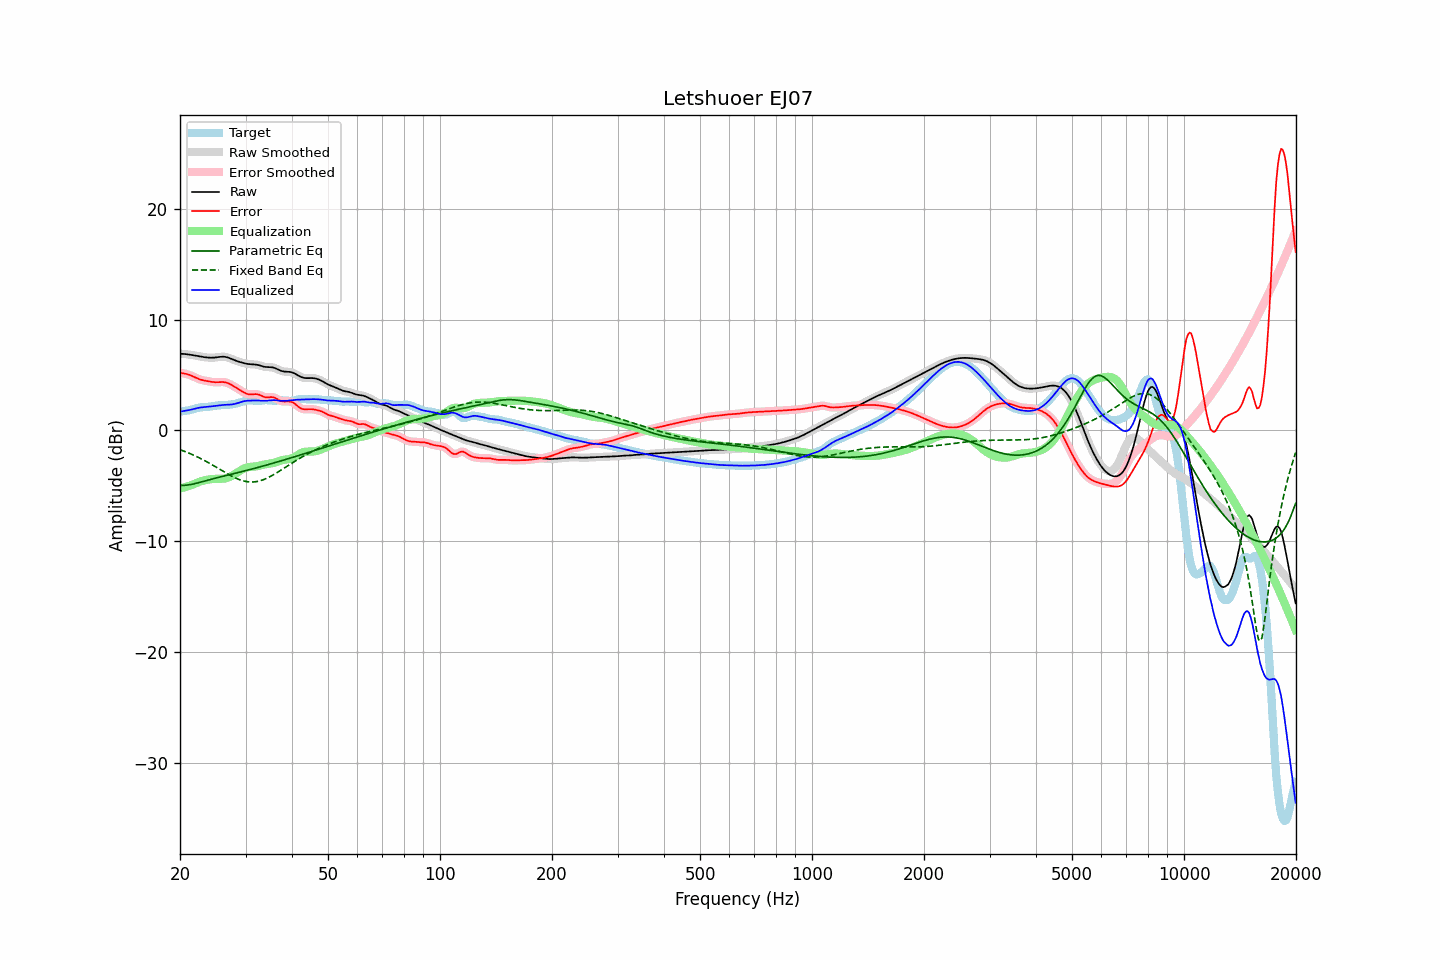 Letshuoer EJ07
Target
Raw Smoothed
Error Smoothed
Raw
Error
Equalization
Parametric Eq
Fixed Band Eq
Equalized
20
10
0
−10
−20
−30
Amplitude (dBr)
20
50
100
200
500
1000
2000
5000
10000
20000
Frequency (Hz)